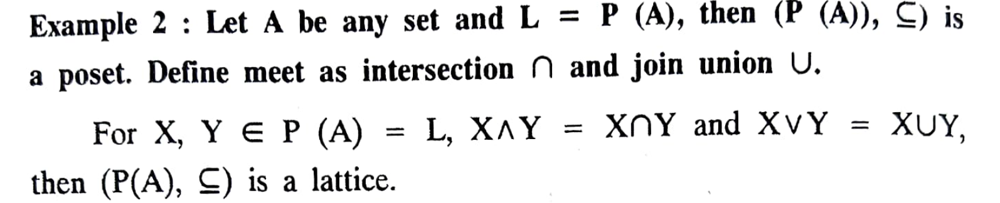 Example 2 : Let A be any set and L = P (A), then (P (A)), ⊆) is
a poset. Define meet as intersection ∩ and join union ∪.
For X, Y ∈ P (A) = L, X∧Y = X∩Y and X∨Y = X∪Y,
then (P(A), ⊆) is a lattice.